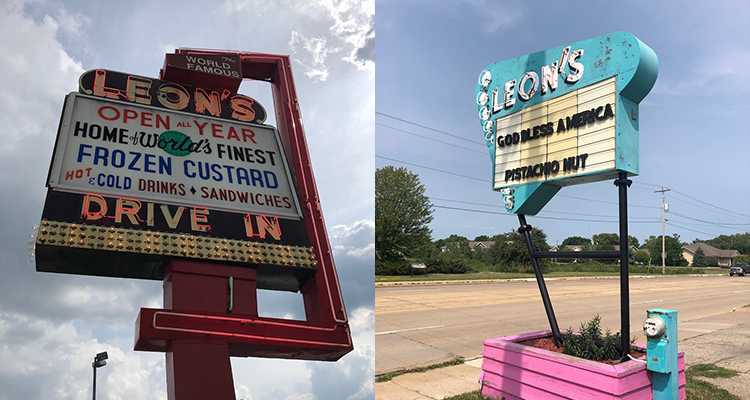 The
WORLD
FAMOUS
LEON'S
OPEN ALL YEAR
HOME of World's FINEST
FROZEN CUSTARD
HOT & COLD DRINKS ♦ SANDWICHES
DRIVE IN
LEON'S
GOD BLESS AMERICA
PISTACHIO NUT